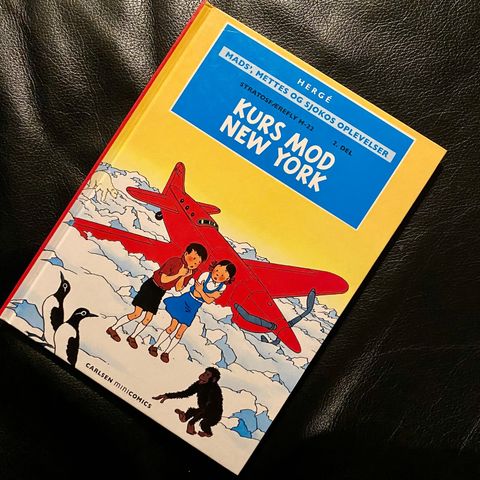 HERGÉ
MADS', METTES OG SJOKOS OPLEVELSER
STRATOSFÆREFLY H-22 2. DEL
KURS MOD
NEW YORK
CARLSEN miniCOMICS